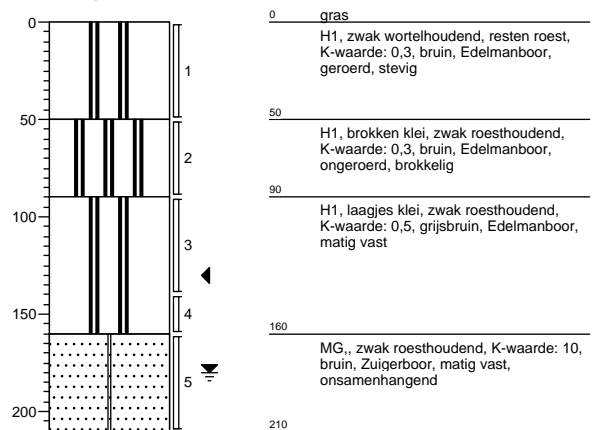 0
50
100
150
200
1
2
3
4
5
0 gras
H1, zwak wortelhoudend, resten roest,
K-waarde: 0,3, bruin, Edelmanboor,
geroerd, stevig
50
H1, brokken klei, zwak roesthoudend,
K-waarde: 0,3, bruin, Edelmanboor,
ongeroerd, brokkelig
90
H1, laagjes klei, zwak roesthoudend,
K-waarde: 0,5, grijsbruin, Edelmanboor,
matig vast
160
MG,, zwak roesthoudend, K-waarde: 10,
bruin, Zuigerboor, matig vast,
onsamenhangend
210